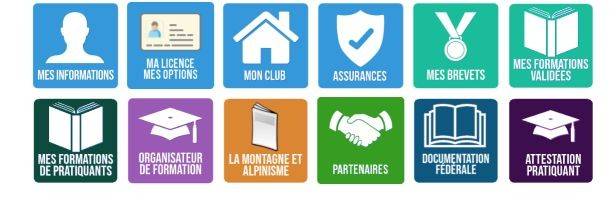 MES INFORMATIONS
MA LICENCE
MES OPTIONS
MON CLUB
ASSURANCES
MES BREVETS
MES FORMATIONS
VALIDÉES
MES FORMATIONS
DE PRATIQUANTS
ORGANISATEUR
DE FORMATION
LA MONTAGNE ET
ALPINISME
PARTENAIRES
DOCUMENTATION
FÉDÉRALE
ATTESTATION
PRATIQUANT